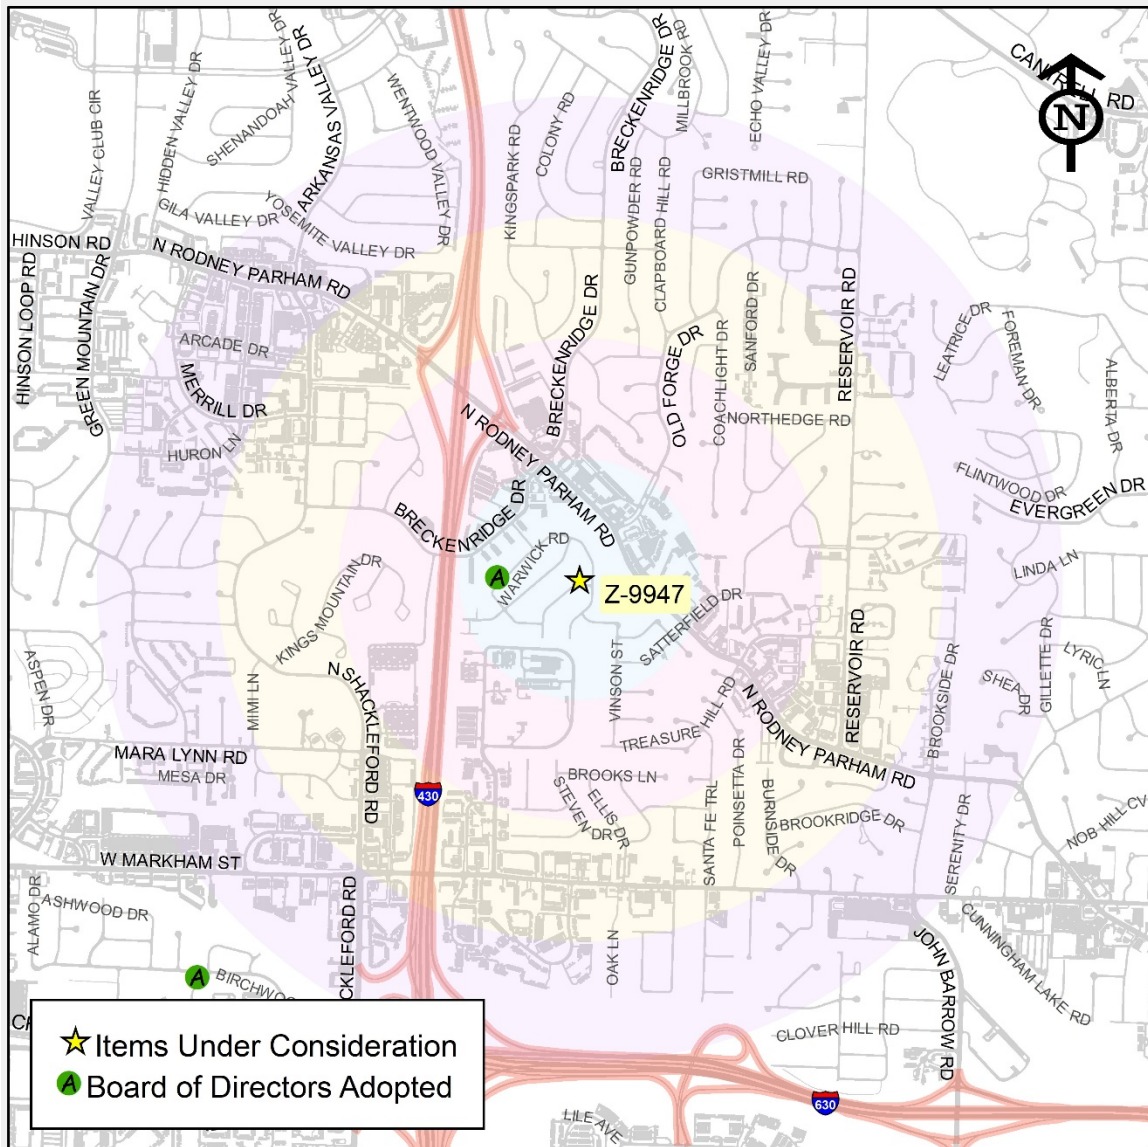 CANTRELL RD
N
VALLEY CLUB CIR
HIDDEN VALLEY DR
SHENANDOAH VALLEY DR
ARKANSAS VALLEY DR
WENTWOOD VALLEY DR
KINGSPARK RD
COLONY RD
BRECKENRIDGE DR
MILLBROOK RD
ECHO VALLEY DR
GUNPOWDER RD
CLAPBOARD HILL RD
GRISTMILL RD
GILA VALLEY DR
YOSEMITE VALLEY DR
HINSON RD
N RODNEY PARHAM RD
HINSON LOOP RD
GREEN MOUNTAIN DR
ARCADE DR
MERRILL DR
HURON LN
BRECKENRIDGE DR
OLD FORGE DR
COACHLIGHT DR
SANFORD DR
RESERVOIR RD
LEATRICE DR
FOREMAN DR
ALBERTA DR
NORTHEDGE RD
FLINTWOOD DR
EVERGREEN DR
N RODNEY PARHAM RD
BRECKENRIDGE DR
WARWICK RD
A
Z-9947
LINDA LN
KINGS MOUNTAIN DR
SATTERFIELD DR
VINSON ST
RESERVOIR RD
BROOKSIDE DR
GILLETTE DR
LYRIC LN
SHEA DR
ASPEN DR
MIMI LN
N SHACKLEFORD RD
TREASURE HILL RD
N RODNEY PARHAM RD
MARA LYNN RD
MESA DR
430
BROOKS LN
STEVEN DR
ELLIS DR
SANTA FE TRL
POINSETTA DR
BURNSIDE DR
BROOKRIDGE DR
SERENITY DR
NOB HILL CV
W MARKHAM ST
ALAMO DR
ASHWOOD DR
CKLEFORD RD
OAK LN
JOHN BARROW RD
CUNNINGHAM LAKE RD
A
BIRCHWO
CLOVER HILL RD
630
LILE AVE
Items Under Consideration
A Board of Directors Adopted